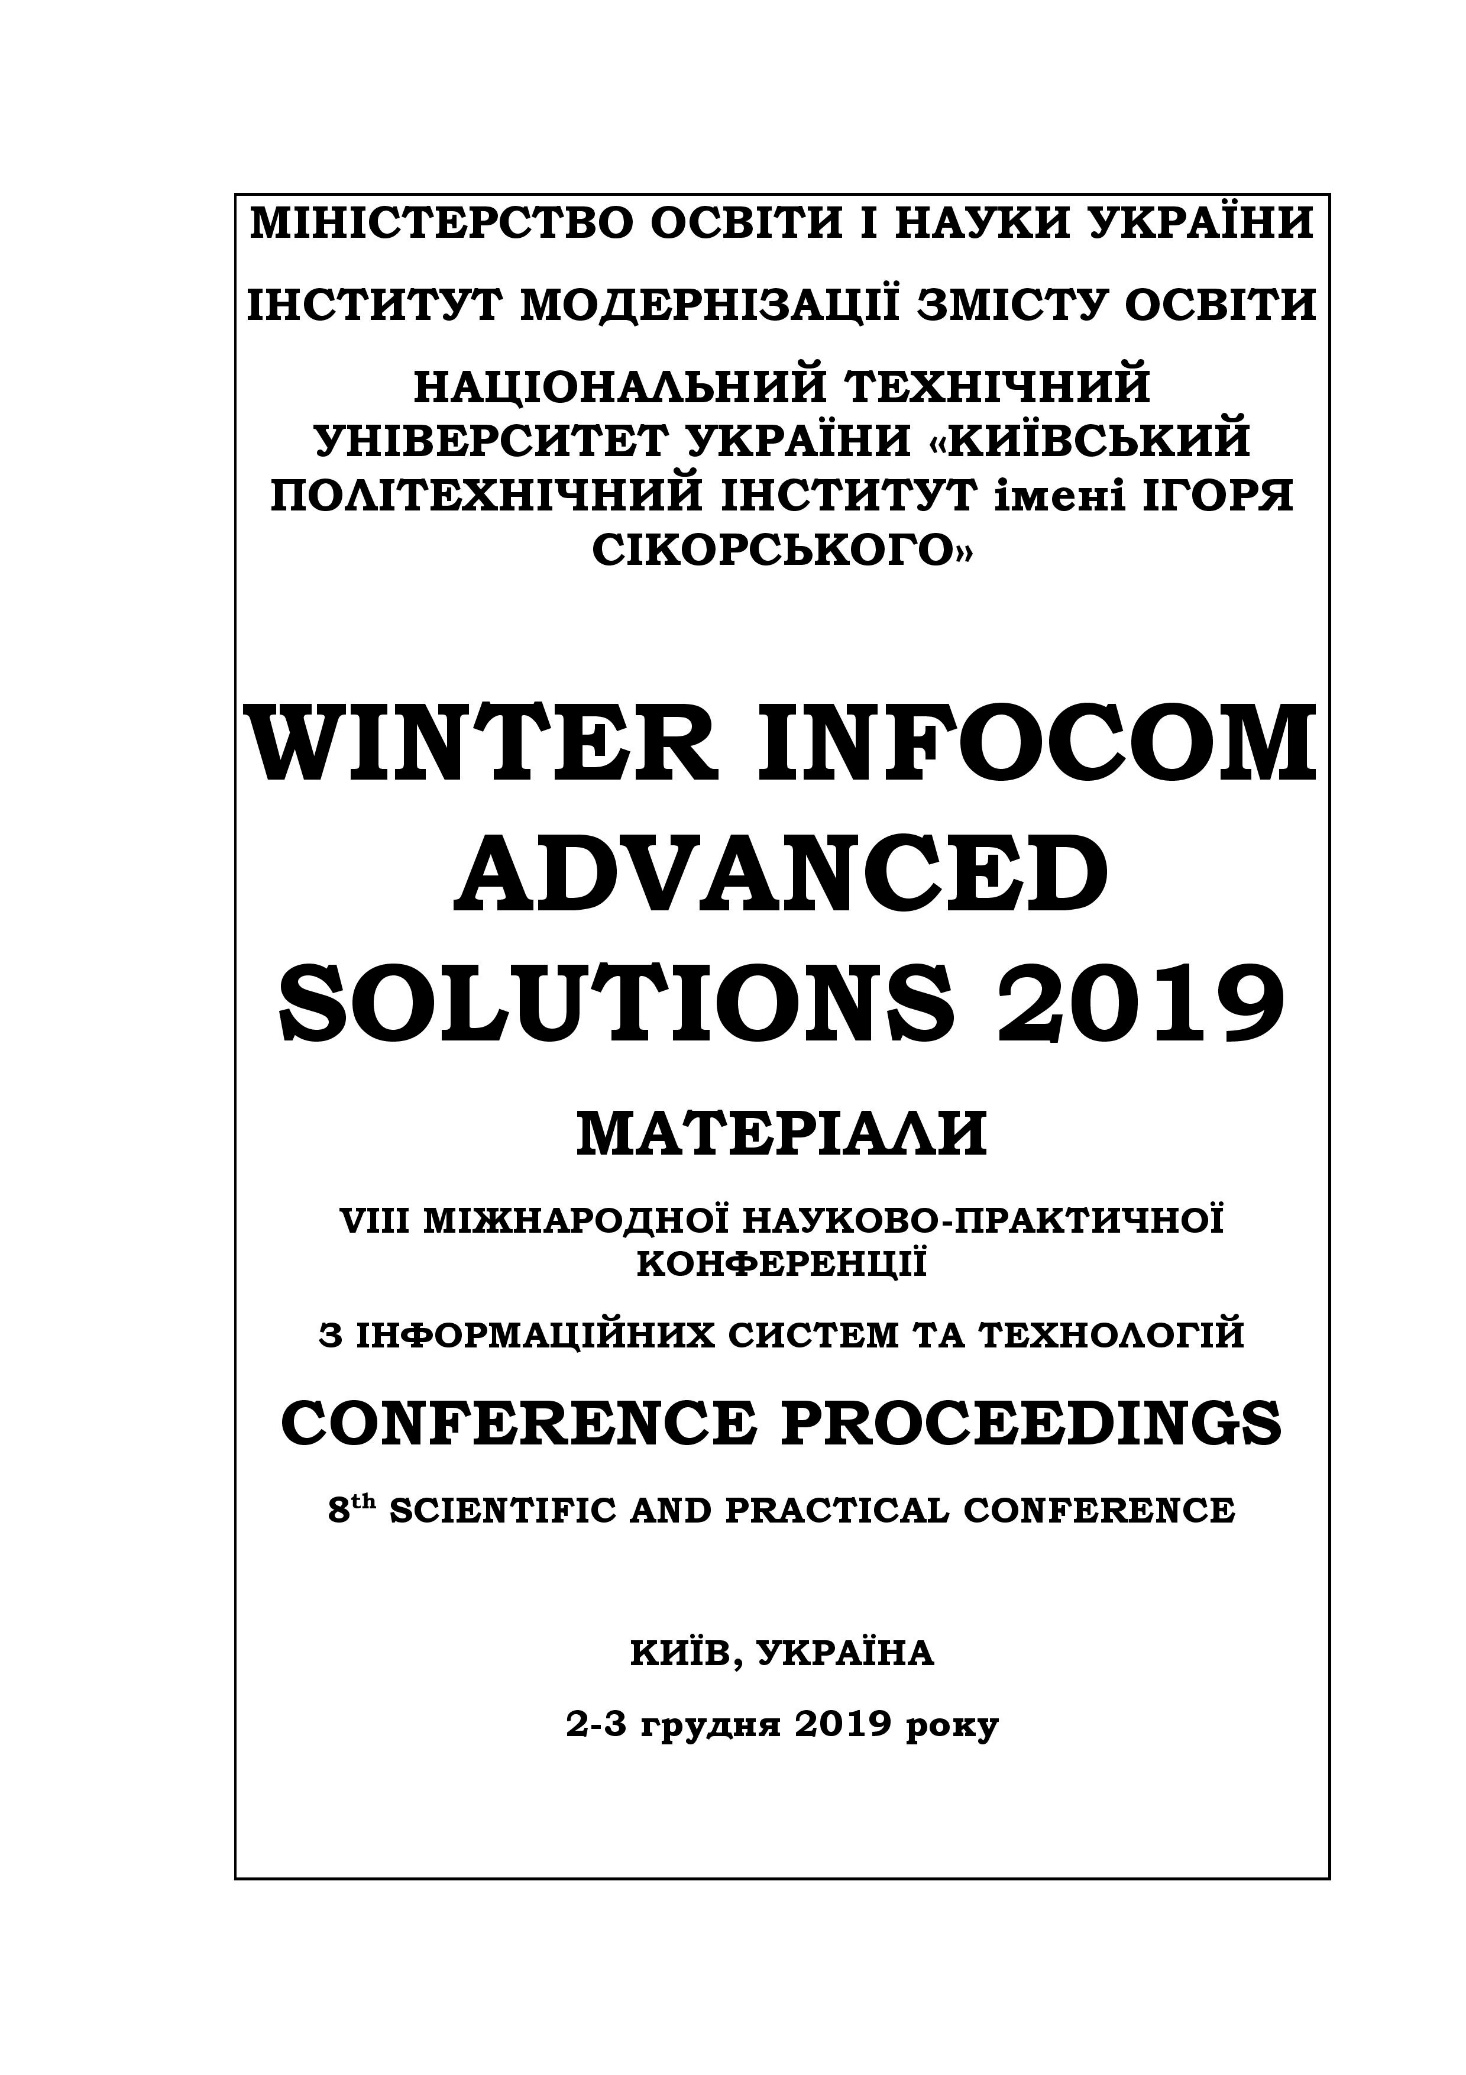 МІНІСТЕРСТВО ОСВІТИ І НАУКИ УКРАЇНИ
ІНСТИТУТ МОДЕРНІЗАЦІЇ ЗМІСТУ ОСВІТИ
НАЦІОНАЛЬНИЙ ТЕХНІЧНИЙ
УНІВЕРСИТЕТ УКРАЇНИ «КИЇВСЬКИЙ
ПОЛІТЕХНІЧНИЙ ІНСТИТУТ імені ІГОРЯ
СІКОРСЬКОГО»
WINTER INFOCOM
ADVANCED
SOLUTIONS 2019
МАТЕРІАЛИ
VIII МІЖНАРОДНОЇ НАУКОВО-ПРАКТИЧНОЇ
КОНФЕРЕНЦІЇ
З ІНФОРМАЦІЙНИХ СИСТЕМ ТА ТЕХНОЛОГІЙ
CONFERENCE PROCEEDINGS
8th SCIENTIFIC AND PRACTICAL CONFERENCE
КИЇВ, УКРАЇНА
2-3 грудня 2019 року